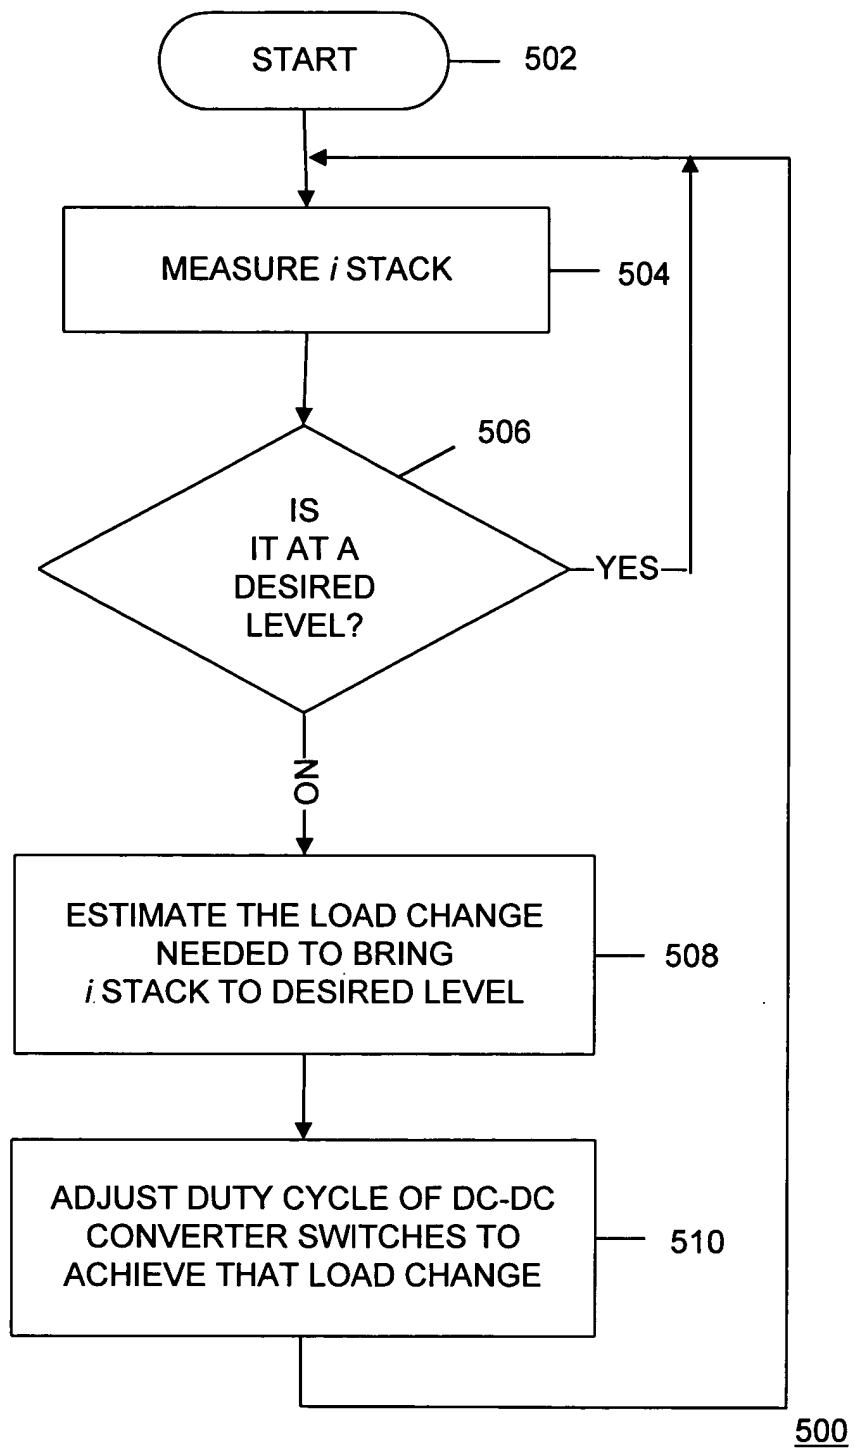 START
502
MEASURE i STACK
504
506
IS
IT AT A
DESIRED
LEVEL?
YES
NO
ESTIMATE THE LOAD CHANGE
NEEDED TO BRING
i STACK TO DESIRED LEVEL
508
ADJUST DUTY CYCLE OF DC-DC
CONVERTER SWITCHES TO
ACHIEVE THAT LOAD CHANGE
510
500